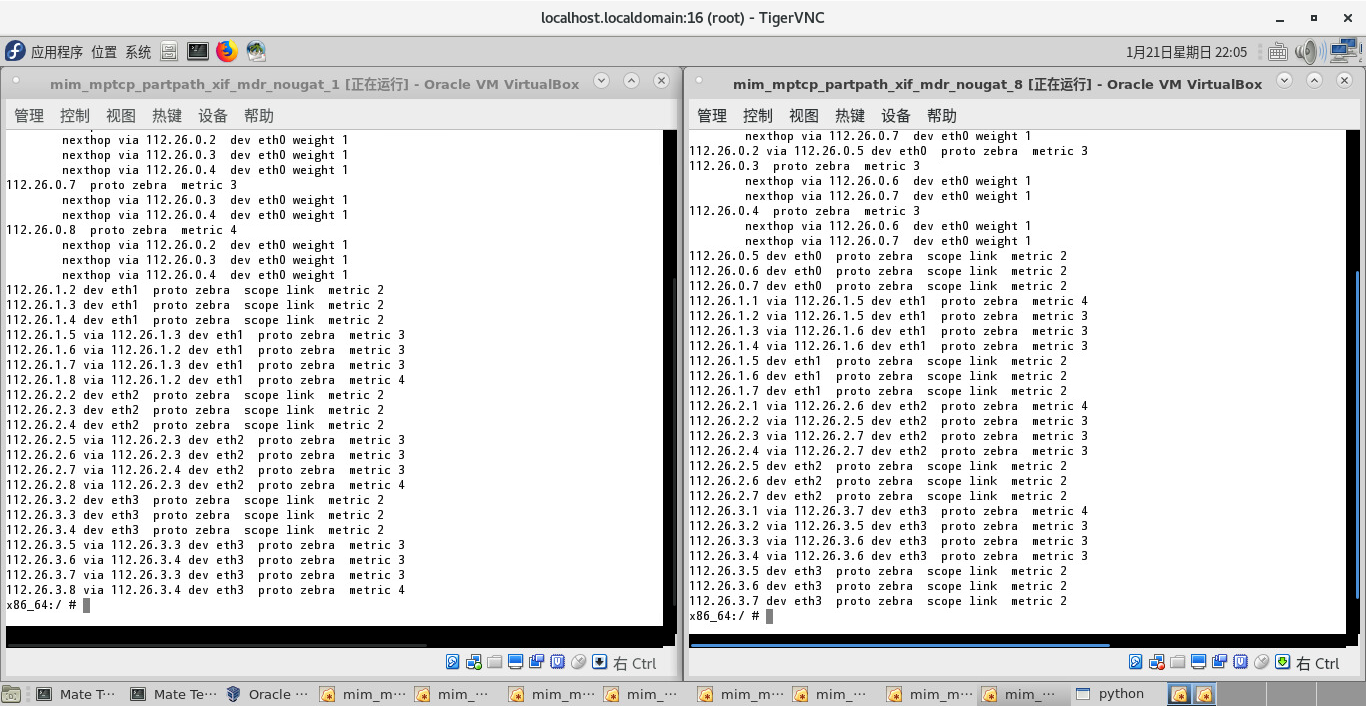 localhost.localdomain:16 (root) - TigerVNC
应用程序 位置 系统
1月21日星期日 22:05
mim_mptcp_partpath_xif_mdr_nougat_1 [正在运行] - Oracle VM VirtualBox
管理 控制 视图 热键 设备 帮助
nexthop via 112.26.0.2  dev eth0 weight 1
nexthop via 112.26.0.3  dev eth0 weight 1
nexthop via 112.26.0.4  dev eth0 weight 1
112.26.0.7  proto zebra  metric 3
nexthop via 112.26.0.3  dev eth0 weight 1
nexthop via 112.26.0.4  dev eth0 weight 1
112.26.0.8  proto zebra  metric 4
nexthop via 112.26.0.2  dev eth0 weight 1
nexthop via 112.26.0.3  dev eth0 weight 1
nexthop via 112.26.0.4  dev eth0 weight 1
112.26.1.2 dev eth1  proto zebra  scope link  metric 2
112.26.1.3 dev eth1  proto zebra  scope link  metric 2
112.26.1.4 dev eth1  proto zebra  scope link  metric 2
112.26.1.5 via 112.26.1.3 dev eth1  proto zebra  metric 3
112.26.1.6 via 112.26.1.2 dev eth1  proto zebra  metric 3
112.26.1.7 via 112.26.1.3 dev eth1  proto zebra  metric 3
112.26.1.8 via 112.26.1.2 dev eth1  proto zebra  metric 4
112.26.2.2 dev eth2  proto zebra  scope link  metric 2
112.26.2.3 dev eth2  proto zebra  scope link  metric 2
112.26.2.4 dev eth2  proto zebra  scope link  metric 2
112.26.2.5 via 112.26.2.3 dev eth2  proto zebra  metric 3
112.26.2.6 via 112.26.2.3 dev eth2  proto zebra  metric 3
112.26.2.7 via 112.26.2.4 dev eth2  proto zebra  metric 3
112.26.2.8 via 112.26.2.3 dev eth2  proto zebra  metric 4
112.26.3.2 dev eth3  proto zebra  scope link  metric 2
112.26.3.3 dev eth3  proto zebra  scope link  metric 2
112.26.3.4 dev eth3  proto zebra  scope link  metric 2
112.26.3.5 via 112.26.3.3 dev eth3  proto zebra  metric 3
112.26.3.6 via 112.26.3.4 dev eth3  proto zebra  metric 3
112.26.3.7 via 112.26.3.3 dev eth3  proto zebra  metric 3
112.26.3.8 via 112.26.3.4 dev eth3  proto zebra  metric 4
x86_64:/ #
右 Ctrl
mim_mptcp_partpath_xif_mdr_nougat_8 [正在运行] - Oracle VM VirtualBox
管理 控制 视图 热键 设备 帮助
nexthop via 112.26.0.7  dev eth0 weight 1
112.26.0.2 via 112.26.0.5 dev eth0  proto zebra  metric 3
112.26.0.3  proto zebra  metric 3
nexthop via 112.26.0.6  dev eth0 weight 1
nexthop via 112.26.0.7  dev eth0 weight 1
112.26.0.4  proto zebra  metric 3
nexthop via 112.26.0.6  dev eth0 weight 1
nexthop via 112.26.0.7  dev eth0 weight 1
112.26.0.5 dev eth0  proto zebra  scope link  metric 2
112.26.0.6 dev eth0  proto zebra  scope link  metric 2
112.26.0.7 dev eth0  proto zebra  scope link  metric 2
112.26.1.1 via 112.26.1.5 dev eth1  proto zebra  metric 4
112.26.1.2 via 112.26.1.5 dev eth1  proto zebra  metric 3
112.26.1.3 via 112.26.1.6 dev eth1  proto zebra  metric 3
112.26.1.4 via 112.26.1.6 dev eth1  proto zebra  metric 3
112.26.1.5 dev eth1  proto zebra  scope link  metric 2
112.26.1.6 dev eth1  proto zebra  scope link  metric 2
112.26.1.7 dev eth1  proto zebra  scope link  metric 2
112.26.2.1 via 112.26.2.6 dev eth2  proto zebra  metric 4
112.26.2.2 via 112.26.2.5 dev eth2  proto zebra  metric 3
112.26.2.3 via 112.26.2.7 dev eth2  proto zebra  metric 3
112.26.2.4 via 112.26.2.7 dev eth2  proto zebra  metric 3
112.26.2.5 dev eth2  proto zebra  scope link  metric 2
112.26.2.6 dev eth2  proto zebra  scope link  metric 2
112.26.2.7 dev eth2  proto zebra  scope link  metric 2
112.26.3.1 via 112.26.3.7 dev eth3  proto zebra  metric 4
112.26.3.2 via 112.26.3.5 dev eth3  proto zebra  metric 3
112.26.3.3 via 112.26.3.6 dev eth3  proto zebra  metric 3
112.26.3.4 via 112.26.3.6 dev eth3  proto zebra  metric 3
112.26.3.5 dev eth3  proto zebra  scope link  metric 2
112.26.3.6 dev eth3  proto zebra  scope link  metric 2
112.26.3.7 dev eth3  proto zebra  scope link  metric 2
x86_64:/ #
右 Ctrl
Mate T⋯ Mate Te⋯ Oracle ⋯ mim_m⋯ mim_⋯ mim_m⋯ mim_⋯ mim_m⋯ mim_⋯ mim_m⋯ mim_⋯ python